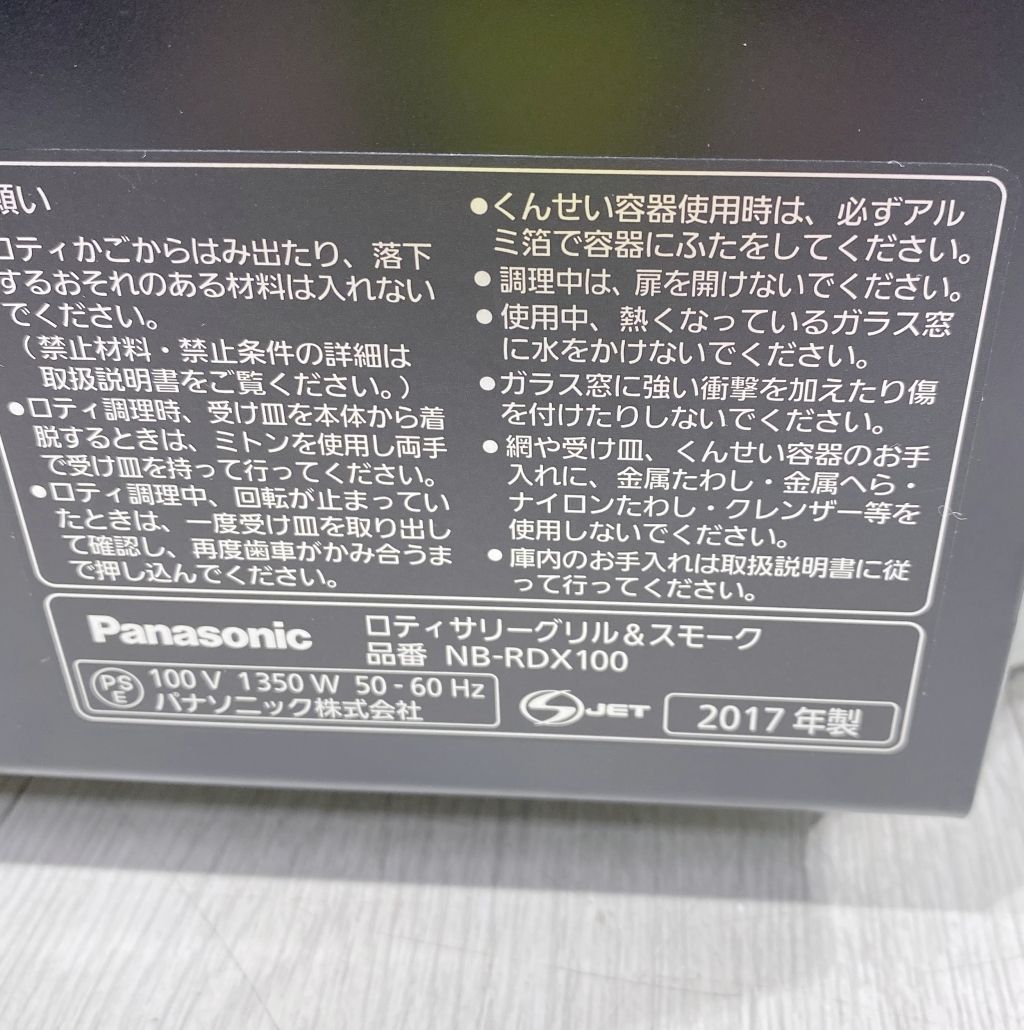 願い
ロティかごからはみ出たり、落下
するおそれのある材料は入れない
でください。
（禁止材料・禁止条件の詳細は
取扱説明書をご覧ください。）
●ロティ調理時、受け皿を本体から着
脱するときは、ミトンを使用し両手
で受け皿を持って行ってください。
●ロティ調理中、回転が止まってい
たときは、一度受け皿を取り出し
て確認し、再度歯車がかみ合うま
で押し込んでください。
●くんせい容器使用時は、必ずアル
ミ箔で容器にふたをしてください。
●調理中は、扉を開けないでください。
●使用中、熱くなっているガラス窓
に水をかけないでください。
●ガラス窓に強い衝撃を加えたり傷
を付けたりしないでください。
●網や受け皿、くんせい容器のお手
入れに、金属たわし・金属へら・
ナイロンたわし・クレンザー等を
使用しないでください。
●庫内のお手入れは取扱説明書に従
って行ってください。
Panasonic ロティサリーグリル＆スモーク
品番 NB-RDX100
PSE 100 V 1350 W 50-60 Hz
パナソニック株式会社
S JET 2017 年製